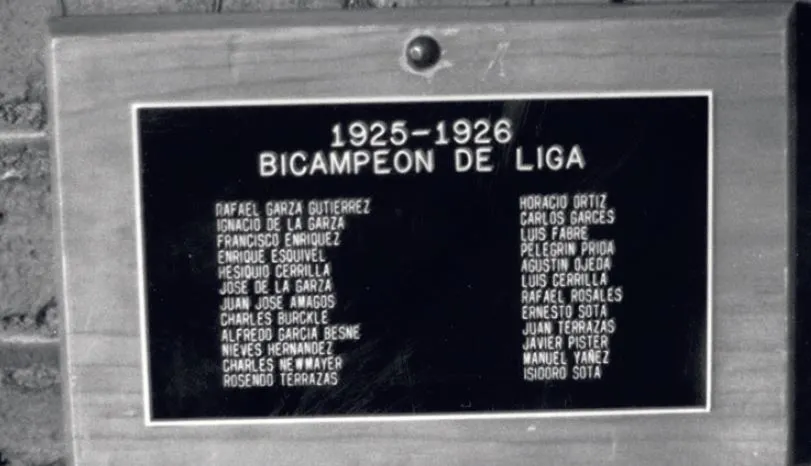 1925-1926
BICAMPEON DE LIGA
RAFAEL GARZA GUTIERREZ
IGNACIO DE LA GARZA
FRANCISCO ENRIQUEZ
ENRIQUE ESQUIVEL
HESIQUIO CERRILLA
JOSE DE LA GARZA
JUAN JOSE AMAGOS
CHARLES BURCKLE
ALFREDO GARCIA BESNE
NIEVES HERNANDEZ
CHARLES NEWMAYER
ROSENDO TERRAZAS
HORACIO ORTIZ
CARLOS GARCES
LUIS FABRE
PELEGRIN PRIDA
AGUSTIN OJEDA
LUIS CERRILLA
RAFAEL ROSALES
ERNESTO SOTA
JUAN TERRAZAS
JAVIER PISTER
MANUEL YAÑEZ
ISIDORO SOTA